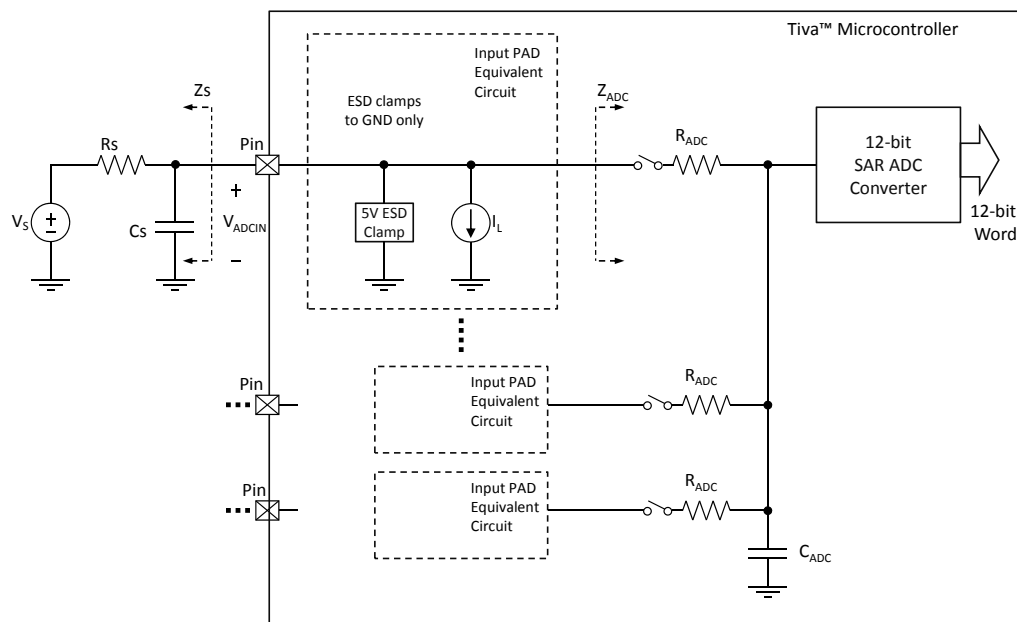 Tiva™ Microcontroller
Input PAD
Equivalent
Circuit
ESD clamps
to GND only
Zs
Z_ADC
Rs
Pin
R_ADC
12-bit
SAR ADC
Converter
12-bit
Word
V_S
±
Cs
+
V_ADCIN
−
5V ESD
Clamp
I_L
Pin
Input PAD
Equivalent
Circuit
R_ADC
Pin
Input PAD
Equivalent
Circuit
R_ADC
C_ADC